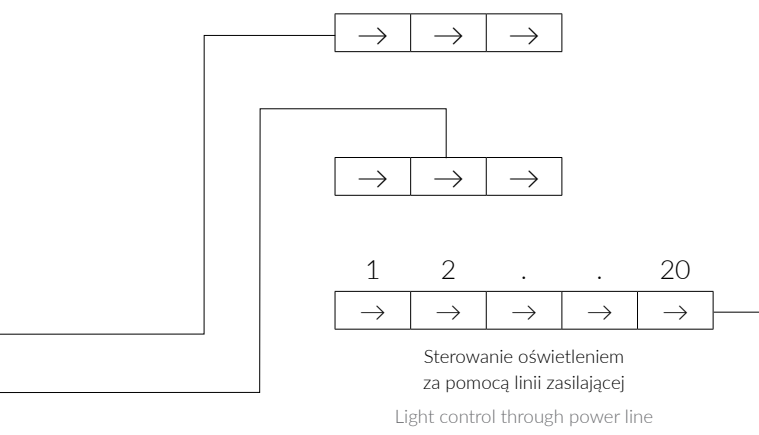 1 2 . . 20
Sterowanie oświetleniem
za pomocą linii zasilającej
Light control through power line